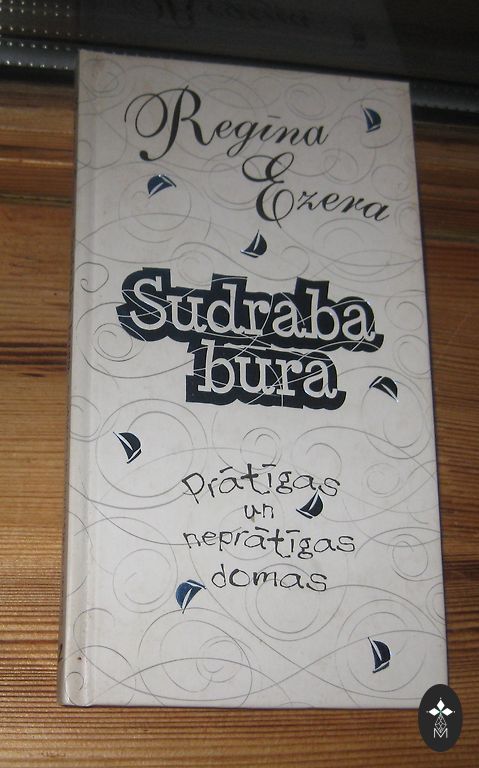 Regīna
Ezera
Sudraba
bura
Prātīgas
un
neprātīgas
domas
M